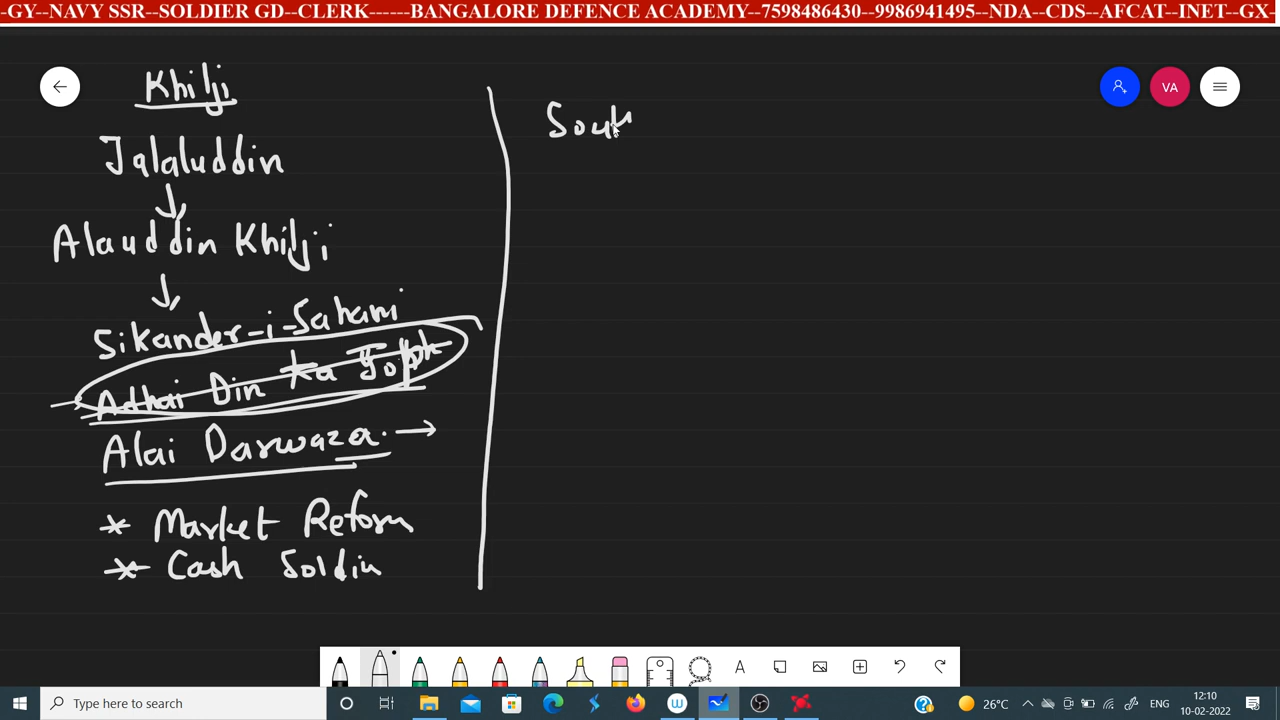 -GY--NAVY SSR--SOLDIER GD--CLERK------BANGALORE DEFENCE ACADEMY--7598486430--9986941495--NDA--CDS--AFCAT--INET--GX-
Khilji
Jalaluddin
Alauddin Khilji
Sikander-i-Sahani
Adhai Din ka
Alai Darwaza.
* Market Reform
* Cash Soldin
South
VA
A
Type here to search
26°C
ENG
12:10
10-02-2022